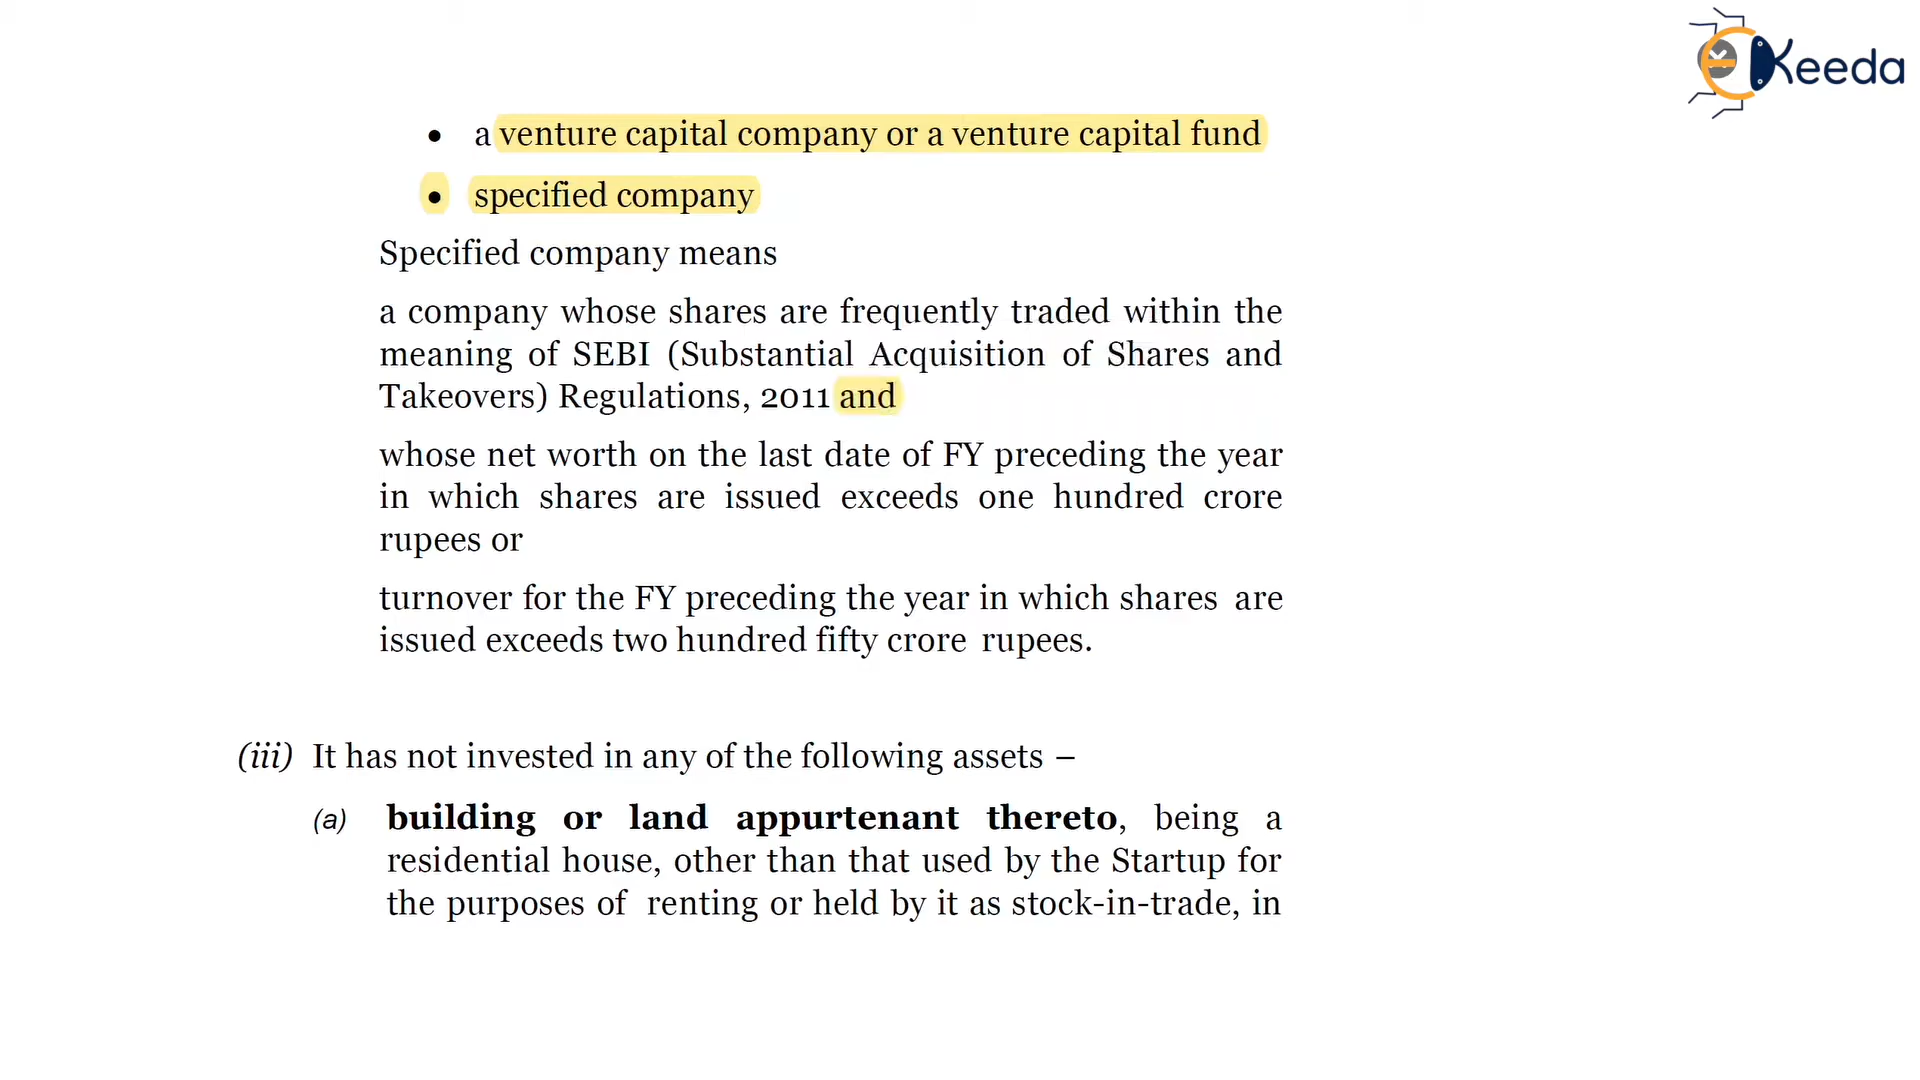 Keeda
• a venture capital company or a venture capital fund
• specified company
Specified company means
a company whose shares are frequently traded within the
meaning of SEBI (Substantial Acquisition of Shares and
Takeovers) Regulations, 2011 and
whose net worth on the last date of FY preceding the year
in which shares are issued exceeds one hundred crore
rupees or
turnover for the FY preceding the year in which shares are
issued exceeds two hundred fifty crore rupees.
(iii) It has not invested in any of the following assets –
(a) building or land appurtenant thereto, being a
residential house, other than that used by the Startup for
the purposes of renting or held by it as stock-in-trade, in